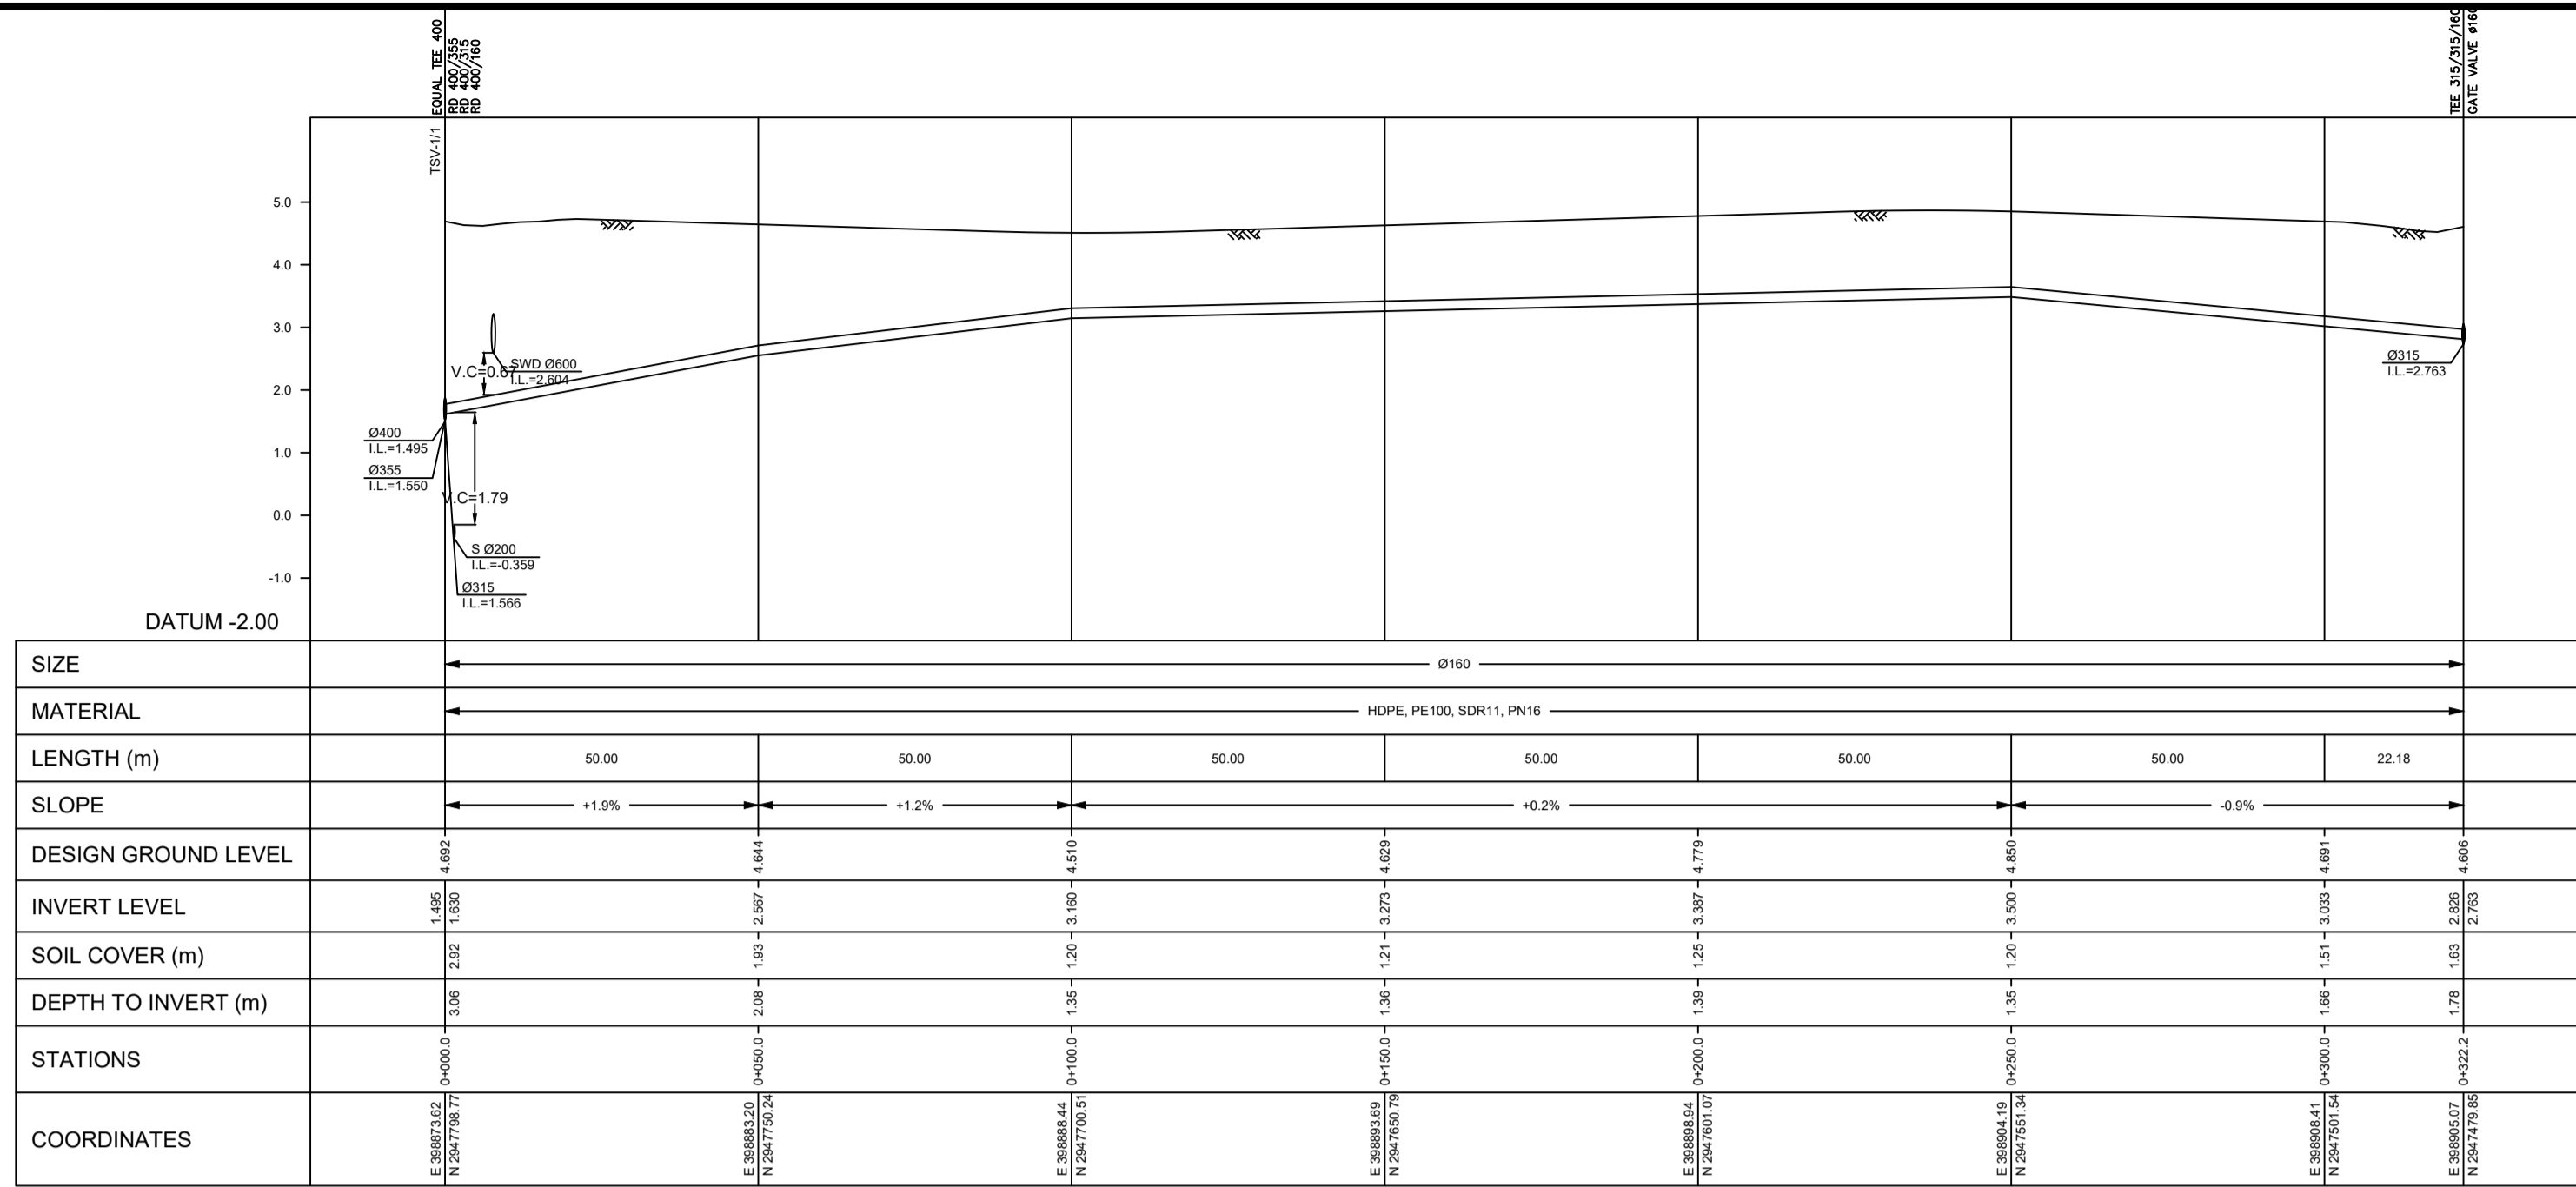 EQUAL TEE 400
RD 400/355
RD 400/315
RD 400/160
TEE 315/315/160
GATE VALVE ø160
TSV-1/1
5.0
4.0
3.0
2.0
1.0
0.0
-1.0
SWD Ø600
I.L.=2.604
V.C=0.67
Ø400
I.L.=1.495
Ø355
I.L.=1.550
V.C=1.79
S Ø200
I.L.=-0.359
Ø315
I.L.=1.566
Ø315
I.L.=2.763
DATUM -2.00
SIZE Ø160
MATERIAL HDPE, PE100, SDR11, PN16
LENGTH (m) 50.00 50.00 50.00 50.00 50.00 50.00 22.18
SLOPE +1.9% +1.2% +0.2% -0.9%
DESIGN GROUND LEVEL 4.692 4.644 4.510 4.629 4.779 4.850 4.691 4.606
INVERT LEVEL 1.495 1.630 2.567 3.160 3.273 3.387 3.500 3.033 2.826 2.763
SOIL COVER (m) 2.92 1.93 1.20 1.21 1.25 1.20 1.51 1.63
DEPTH TO INVERT (m) 3.06 2.08 1.35 1.36 1.39 1.35 1.66 1.78
STATIONS 0+000.0 0+050.0 0+100.0 0+150.0 0+200.0 0+250.0 0+300.0 0+322.2
COORDINATES
E 398873.62
N 2947798.77
E 398883.20
N 2947750.24
E 398888.44
N 2947700.51
E 398893.69
N 2947650.79
E 398898.94
N 2947601.07
E 398904.19
N 2947551.34
E 398908.41
N 2947501.54
E 398905.07
N 2947479.85